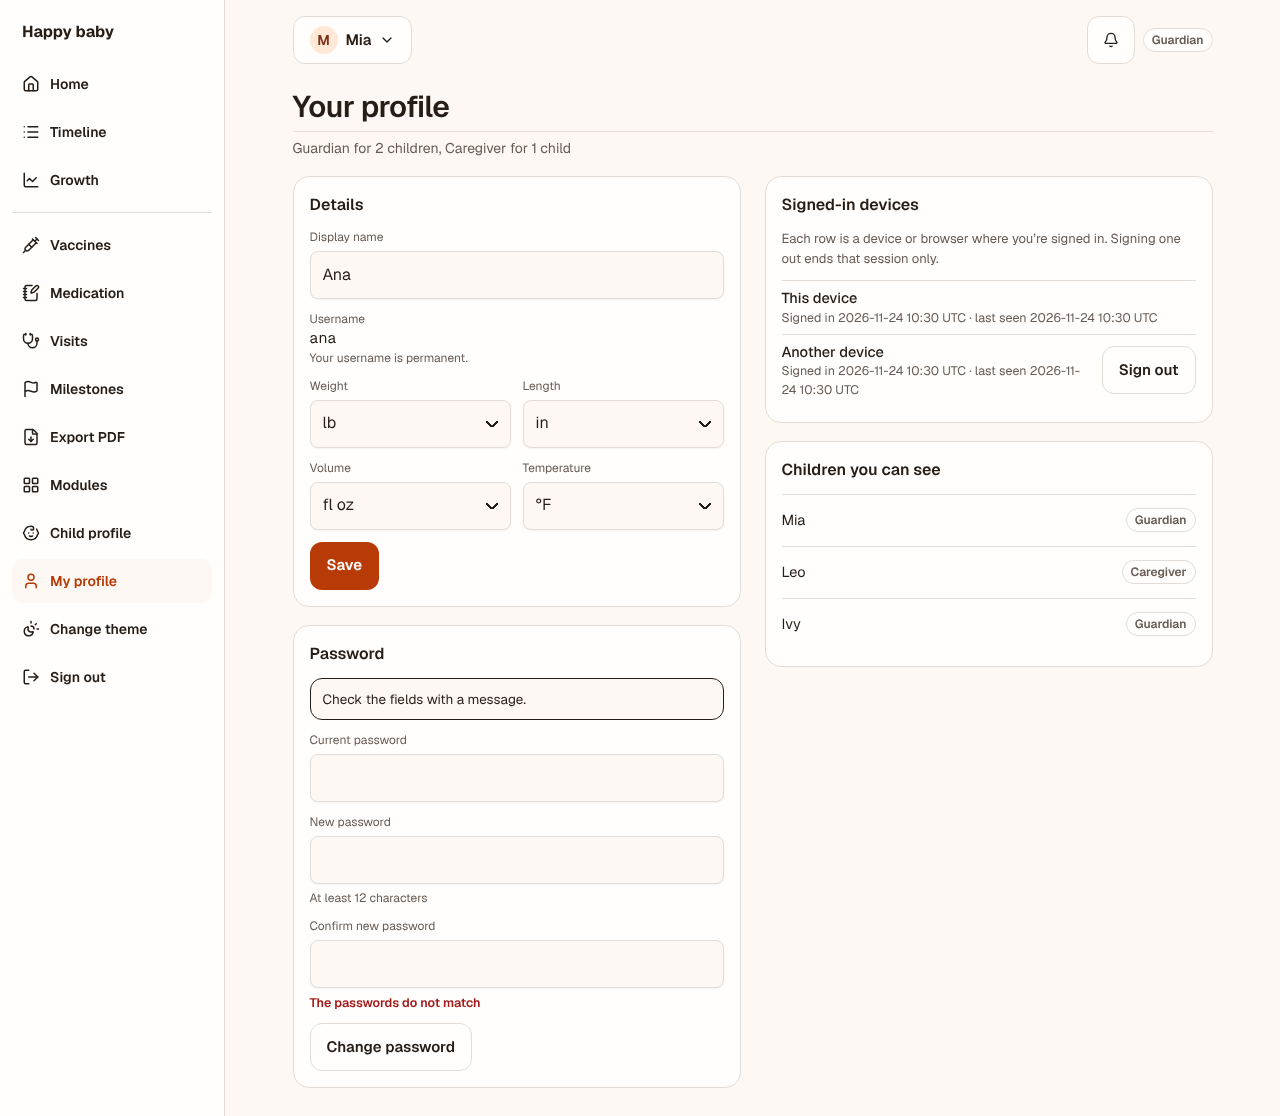 Happy baby
Home
Timeline
Growth
Vaccines
Medication
Visits
Milestones
Export PDF
Modules
Child profile
My profile
Change theme
Sign out
M Mia
Guardian
Your profile
Guardian for 2 children, Caregiver for 1 child
Details
Display name
Ana
Username
ana
Your username is permanent.
Weight
Length
lb
in
Volume
Temperature
fl oz
°F
Save
Password
Check the fields with a message.
Current password
New password
At least 12 characters
Confirm new password
The passwords do not match
Change password
Signed-in devices
Each row is a device or browser where you’re signed in. Signing one
out ends that session only.
This device
Signed in 2026-11-24 10:30 UTC · last seen 2026-11-24 10:30 UTC
Another device
Signed in 2026-11-24 10:30 UTC · last seen 2026-11-
24 10:30 UTC
Sign out
Children you can see
Mia
Guardian
Leo
Caregiver
Ivy
Guardian